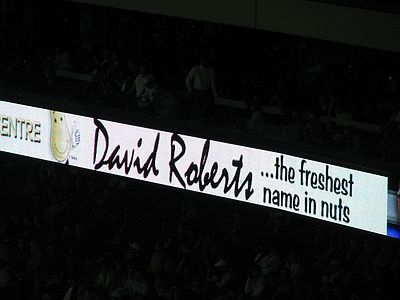 ENTRE
David Roberts
...the freshest
name in nuts